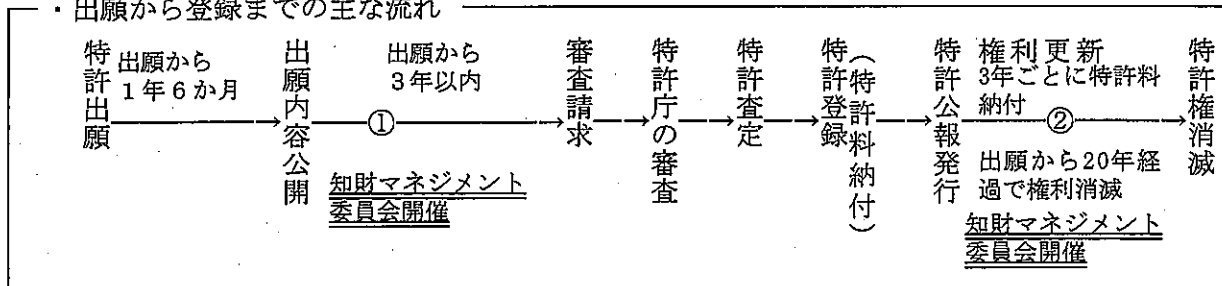 ・出願から登録までの主な流れ
特許出願
出願から
1年6か月
出願内容公開
出願から
3年以内
①
知財マネジメント
委員会開催
審査請求
特許庁の審査
特許査定
特許登録
(特許料納付)
特許公報発行
権利更新
3年ごとに特許料
納付
②
出願から20年経
過で権利消滅
知財マネジメント
委員会開催
特許権消滅